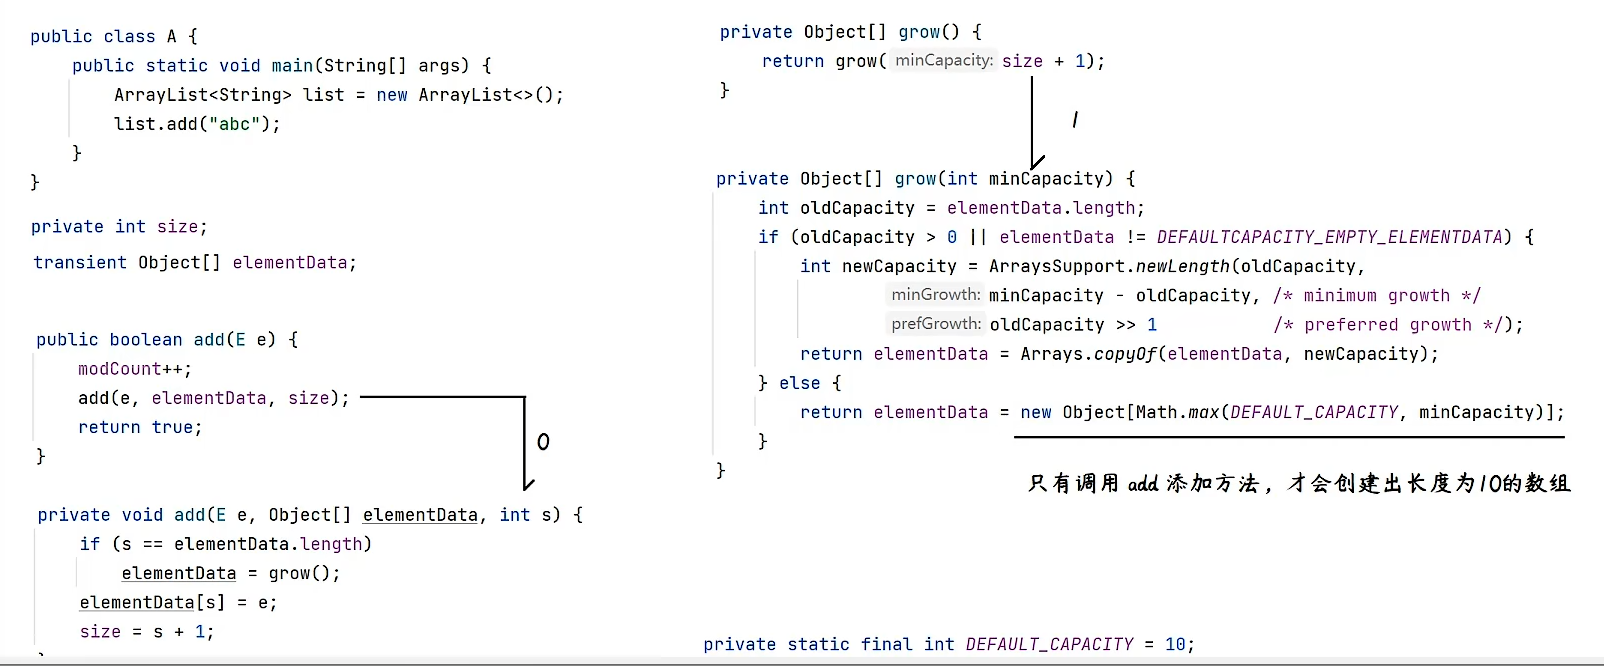 public class A {
public static void main(String[] args) {
ArrayList<String> list = new ArrayList<>();
list.add("abc");
}
}
private int size;
transient Object[] elementData;
public boolean add(E e) {
modCount++;
add(e, elementData, size);
return true;
}
0
private void add(E e, Object[] elementData, int s) {
if (s == elementData.length)
elementData = grow();
elementData[s] = e;
size = s + 1;
private Object[] grow() {
return grow( minCapacity: size + 1);
}
1
private Object[] grow(int minCapacity) {
int oldCapacity = elementData.length;
if (oldCapacity > 0 || elementData != DEFAULTCAPACITY_EMPTY_ELEMENTDATA) {
int newCapacity = ArraysSupport.newLength(oldCapacity,
minGrowth: minCapacity - oldCapacity, /* minimum growth */
prefGrowth: oldCapacity >> 1 /* preferred growth */);
return elementData = Arrays.copyOf(elementData, newCapacity);
} else {
return elementData = new Object[Math.max(DEFAULT_CAPACITY, minCapacity)];
}
}
只有调用 add 添加方法，才会创建出长度为10的数组
private static final int DEFAULT_CAPACITY = 10;